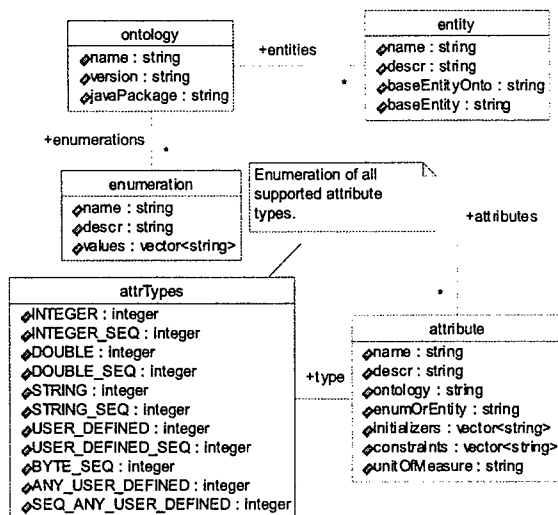 ontology
name : string
version : string
javaPackage : string
+entities
*
entity
name : string
descr : string
baseEntityOnto : string
baseEntity : string
+enumerations
*
enumeration
name : string
descr : string
values : vector<string>
Enumeration of all
supported attribute
types.
+attributes
*
attrTypes
INTEGER : integer
INTEGER_SEQ : integer
DOUBLE : integer
DOUBLE_SEQ : integer
STRING : integer
STRING_SEQ : integer
USER_DEFINED : integer
USER_DEFINED_SEQ : integer
BYTE_SEQ : integer
ANY_USER_DEFINED : integer
SEQ_ANY_USER_DEFINED : integer
+type
attribute
name : string
descr : string
ontology : string
enumOrEntity : string
initializers : vector<string>
constraints : vector<string>
unitOfMeasure : string